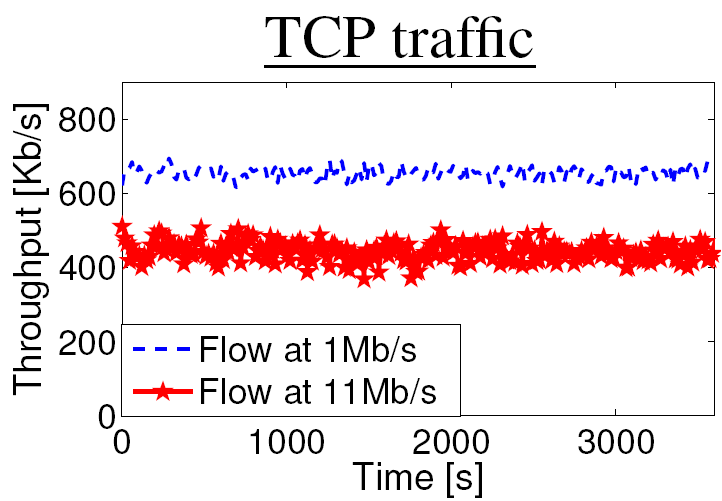 TCP traffic
Throughput [Kb/s]
800
600
400
200
0
Flow at 1Mb/s
Flow at 11Mb/s
0 1000 2000 3000
Time [s]